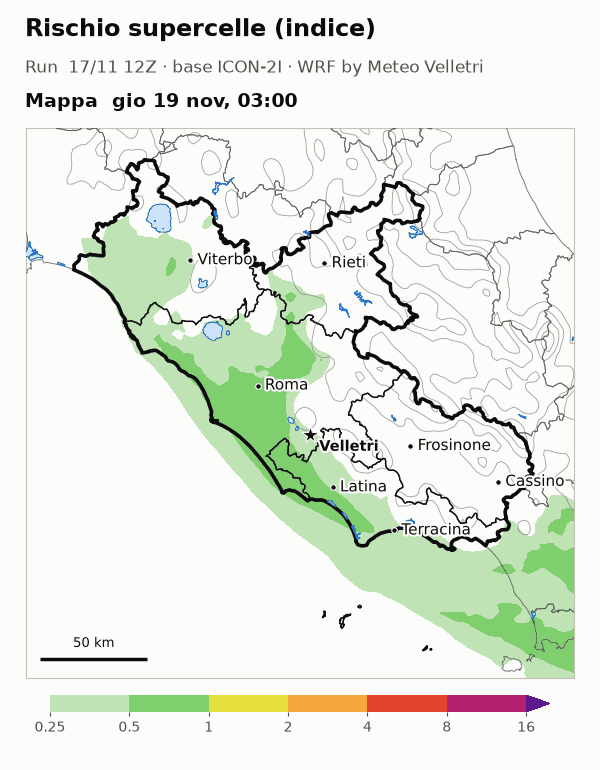 Rischio supercelle (indice)
Run  17/11 12Z · base ICON-2I · WRF by Meteo Velletri
Mappa  gio 19 nov, 03:00
Viterbo
Rieti
Roma
Velletri
Frosinone
Cassino
Latina
Terracina
50 km
0.25 0.5 1 2 4 8 16